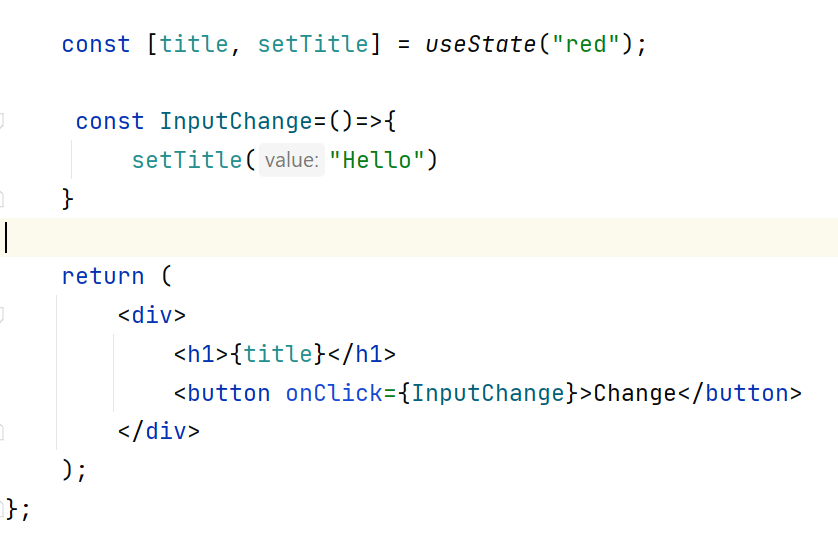 const [title, setTitle] = useState("red");
const InputChange=()=>{
setTitle( value: "Hello")
}
return (
<div>
<h1>{title}</h1>
<button onClick={InputChange}>Change</button>
</div>
);
};